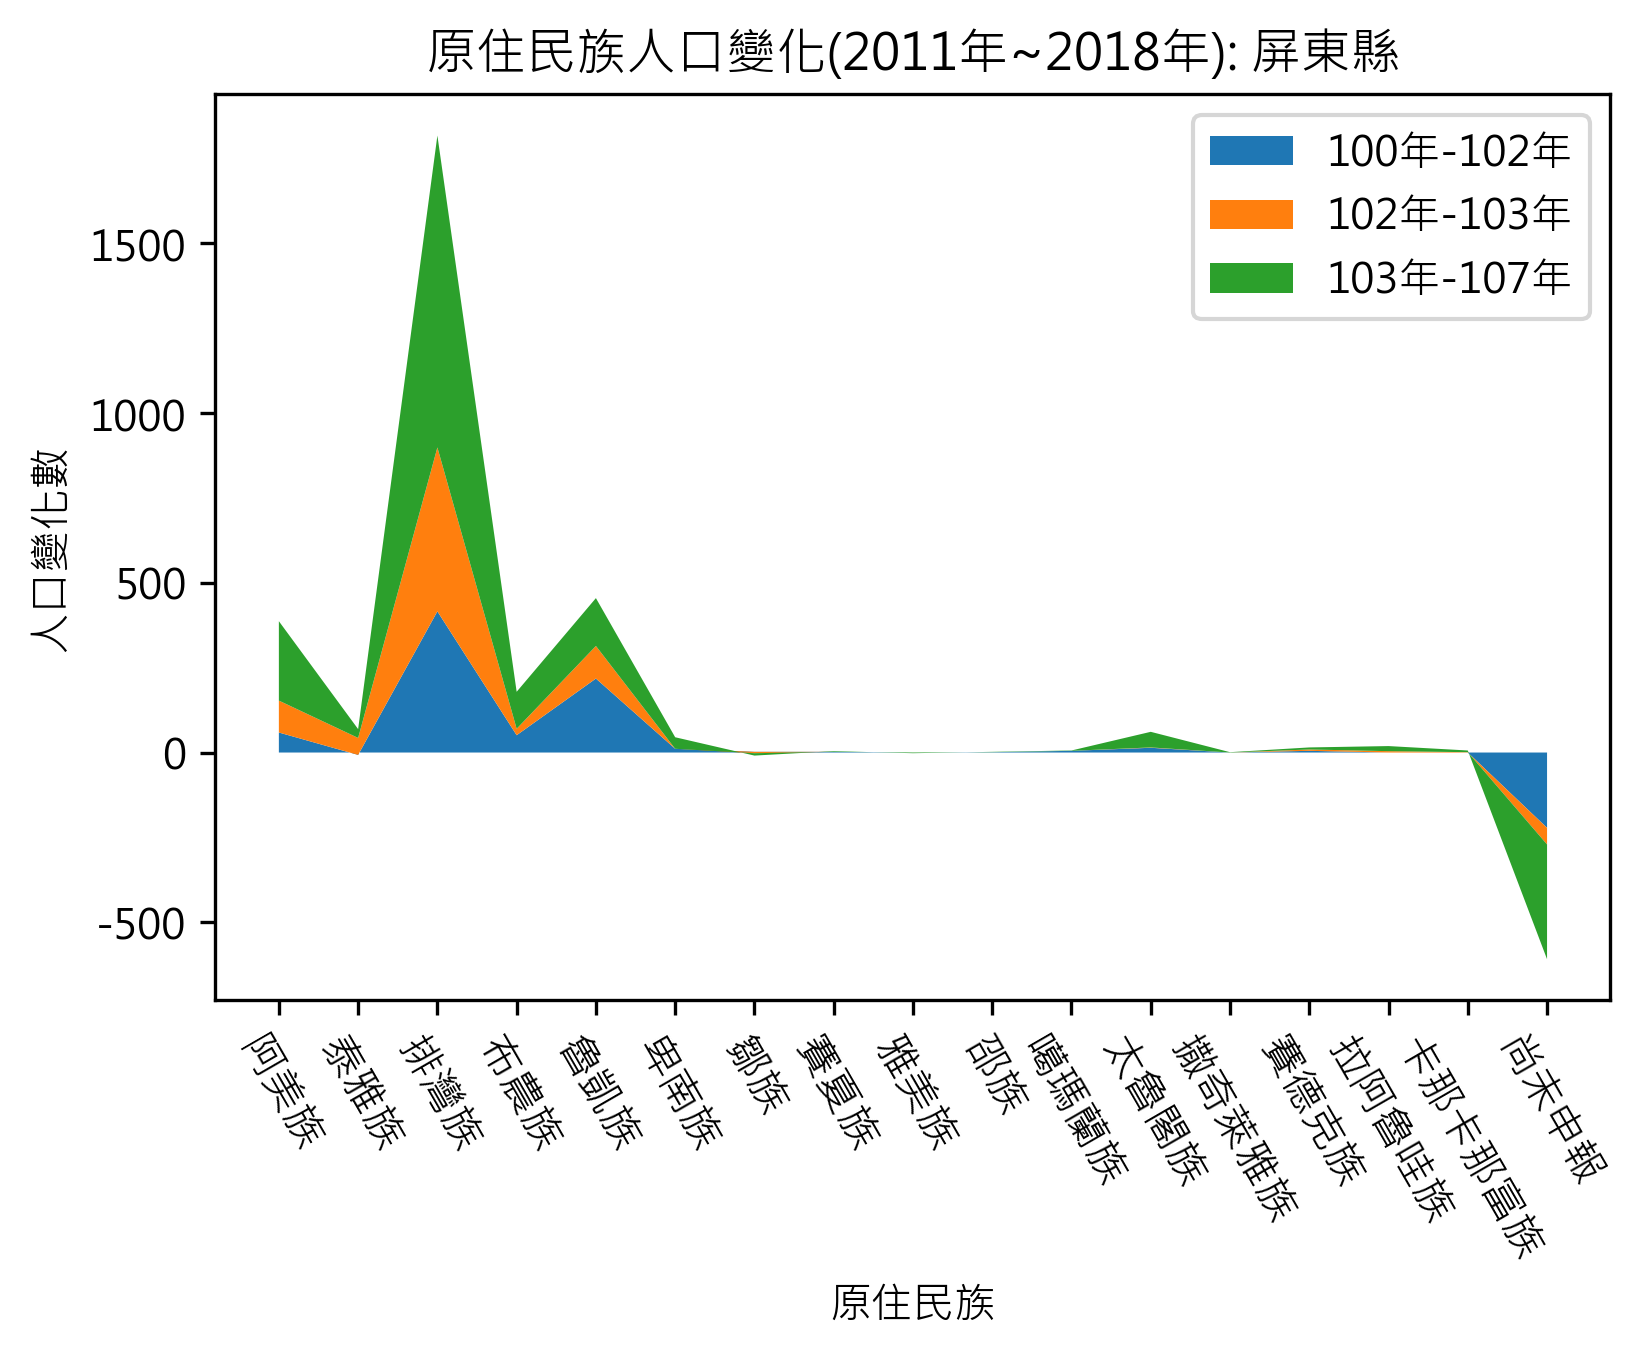 原住民族人口變化(2011年~2018年): 屏東縣
100年-102年
102年-103年
103年-107年
1500
1000
500
0
-500
人口變化數
阿美族
泰雅族
排灣族
布農族
魯凱族
卑南族
鄒族
賽夏族
雅美族
邵族
噶瑪蘭族
太魯閣族
撒奇萊雅族
賽德克族
拉阿魯哇族
卡那卡那富族
尚未申報
原住民族